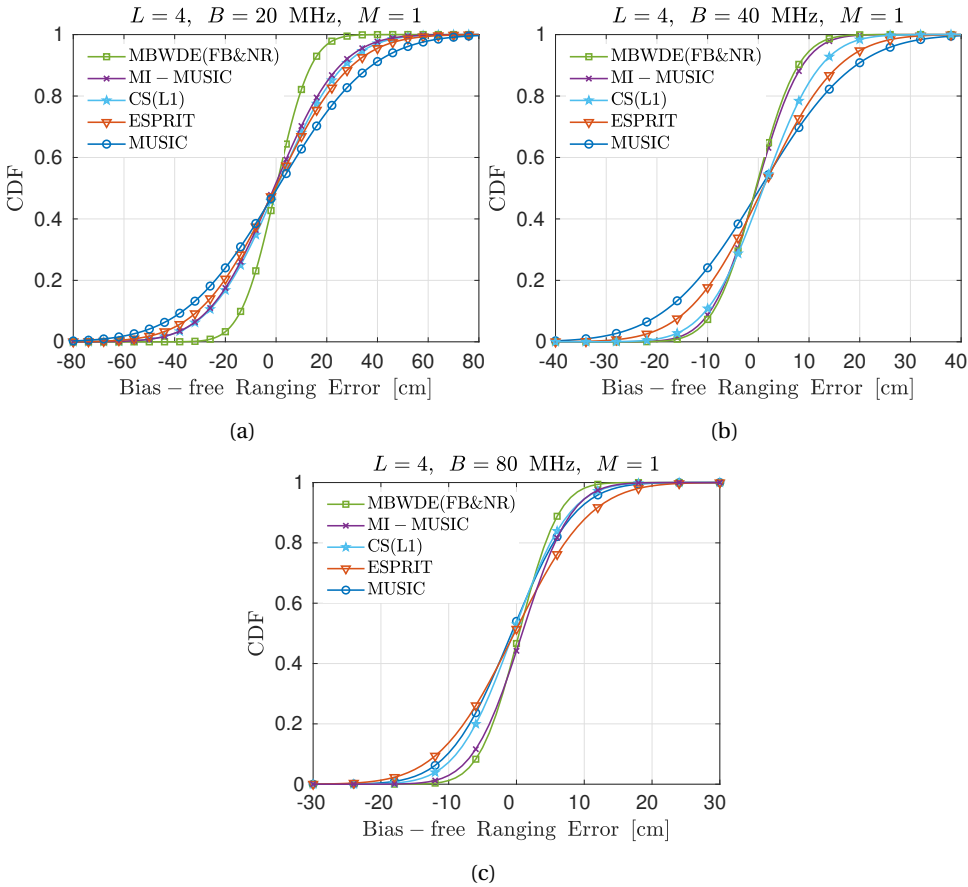 L = 4, B = 20 MHz, M = 1
1
0.8
0.6
0.4
0.2
0
CDF
MBWDE(FB&NR)
MI − MUSIC
CS(L1)
ESPRIT
MUSIC
-80 -60 -40 -20 0 20 40 60 80
Bias − free Ranging Error [cm]
(a)
L = 4, B = 40 MHz, M = 1
1
0.8
0.6
0.4
0.2
0
CDF
MBWDE(FB&NR)
MI − MUSIC
CS(L1)
ESPRIT
MUSIC
-40 -30 -20 -10 0 10 20 30 40
Bias − free Ranging Error [cm]
(b)
L = 4, B = 80 MHz, M = 1
1
0.8
0.6
0.4
0.2
0
CDF
MBWDE(FB&NR)
MI − MUSIC
CS(L1)
ESPRIT
MUSIC
-30 -20 -10 0 10 20 30
Bias − free Ranging Error [cm]
(c)